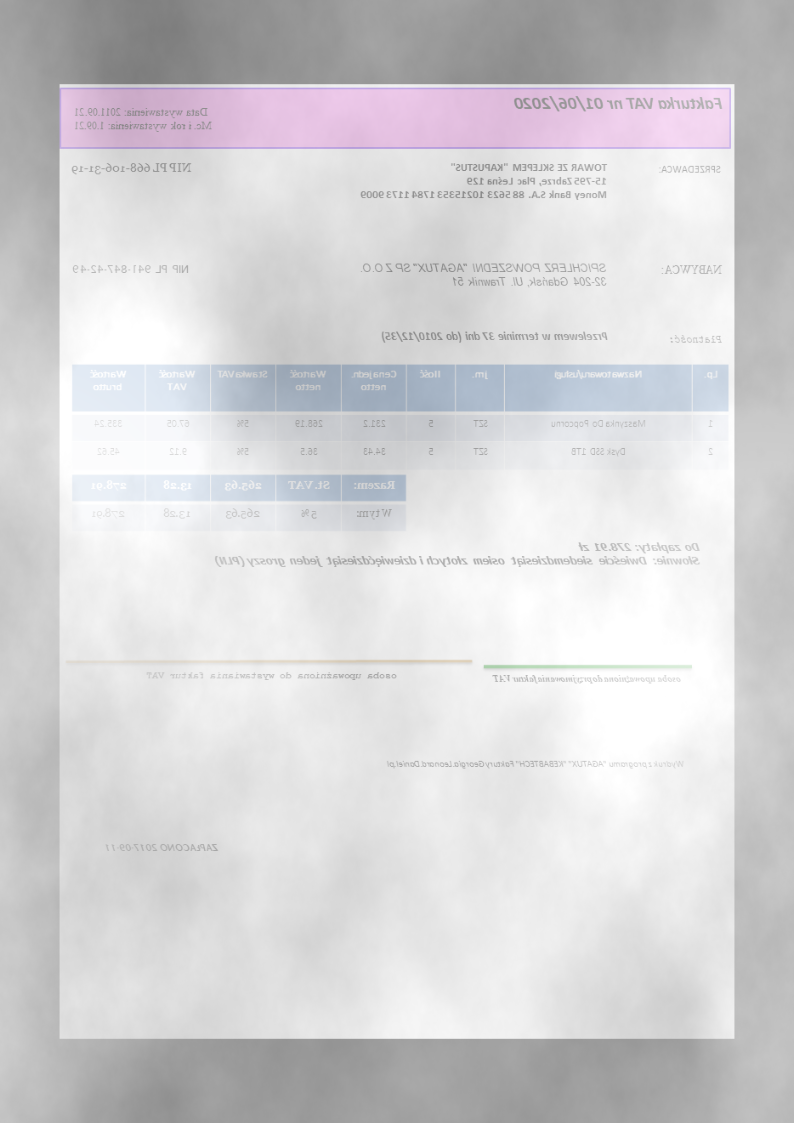 Fakturka VAT nr 01/06/2020
Data wystawienia: 2011.09.21
Mc. i rok wystawienia: 1.09.21
SPRZEDAWCA:
TOWAR ZE SKLEPEM "KAPUSTUS"
NIP PL 668-106-31-19
15-795 Zabrze, Plac Leśna 129
Money Bank S.A. 88 5623 1021 5353 1784 1173 9009
NABYWCA:
SPICHLERZ POWSZEDNI "AGATUX" SP Z O.O.
NIP PL 941-847-42-49
32-204 Gdańsk, Ul. Trawnik 51
Płatność:
Przelewem w terminie 37 dni (do 2010/12/35)
Lp. Nazwa towaru/usług jm. Ilość Cena jedn. netto Wartość netto Stawka VAT Wartość VAT Wartość brutto
1 Maszynka Do Popcornu SZT 5 231.2 268.19 5% 67.05 335.24
2 Dysk SSD 1TB SZT 5 34.43 36.5 5% 9.12 45.62
Razem: St.VAT 263.63 13.28 278.91
W tym: 5% 263.63 13.28 278.91
Do zapłaty: 278.91 zł
Słownie: Dwieście siedemdziesiąt osiem złotych i dziewięćdziesiąt jeden groszy (PLN)
osoba upoważniona do przyjmowania faktur VAT
osoba upoważniona do wystawiania faktur VAT
Wydruk z programu "AGATUX" "KEBABTECH" Faktury Georgia.Leonard.Daniel.pl
ZAPŁACONO 2017-09-11